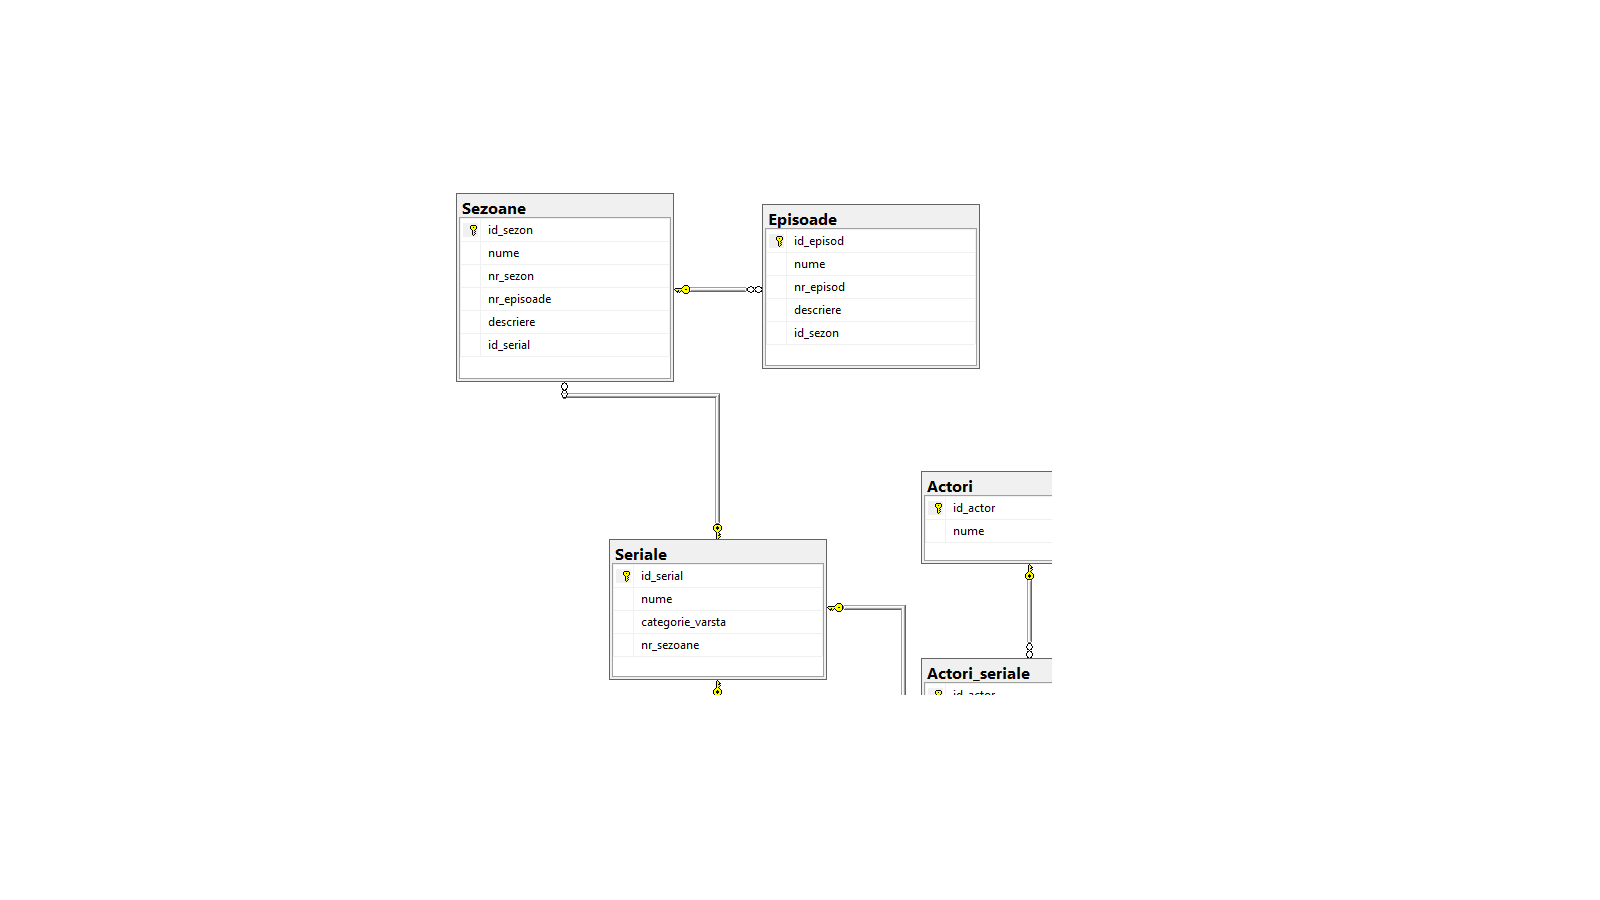 Sezoane
id_sezon
nume
nr_sezon
nr_episoade
descriere
id_serial
Episoade
id_episod
nume
nr_episod
descriere
id_sezon
Actori
id_actor
nume
Seriale
id_serial
nume
categorie_varsta
nr_sezoane
Actori_seriale
id_actor